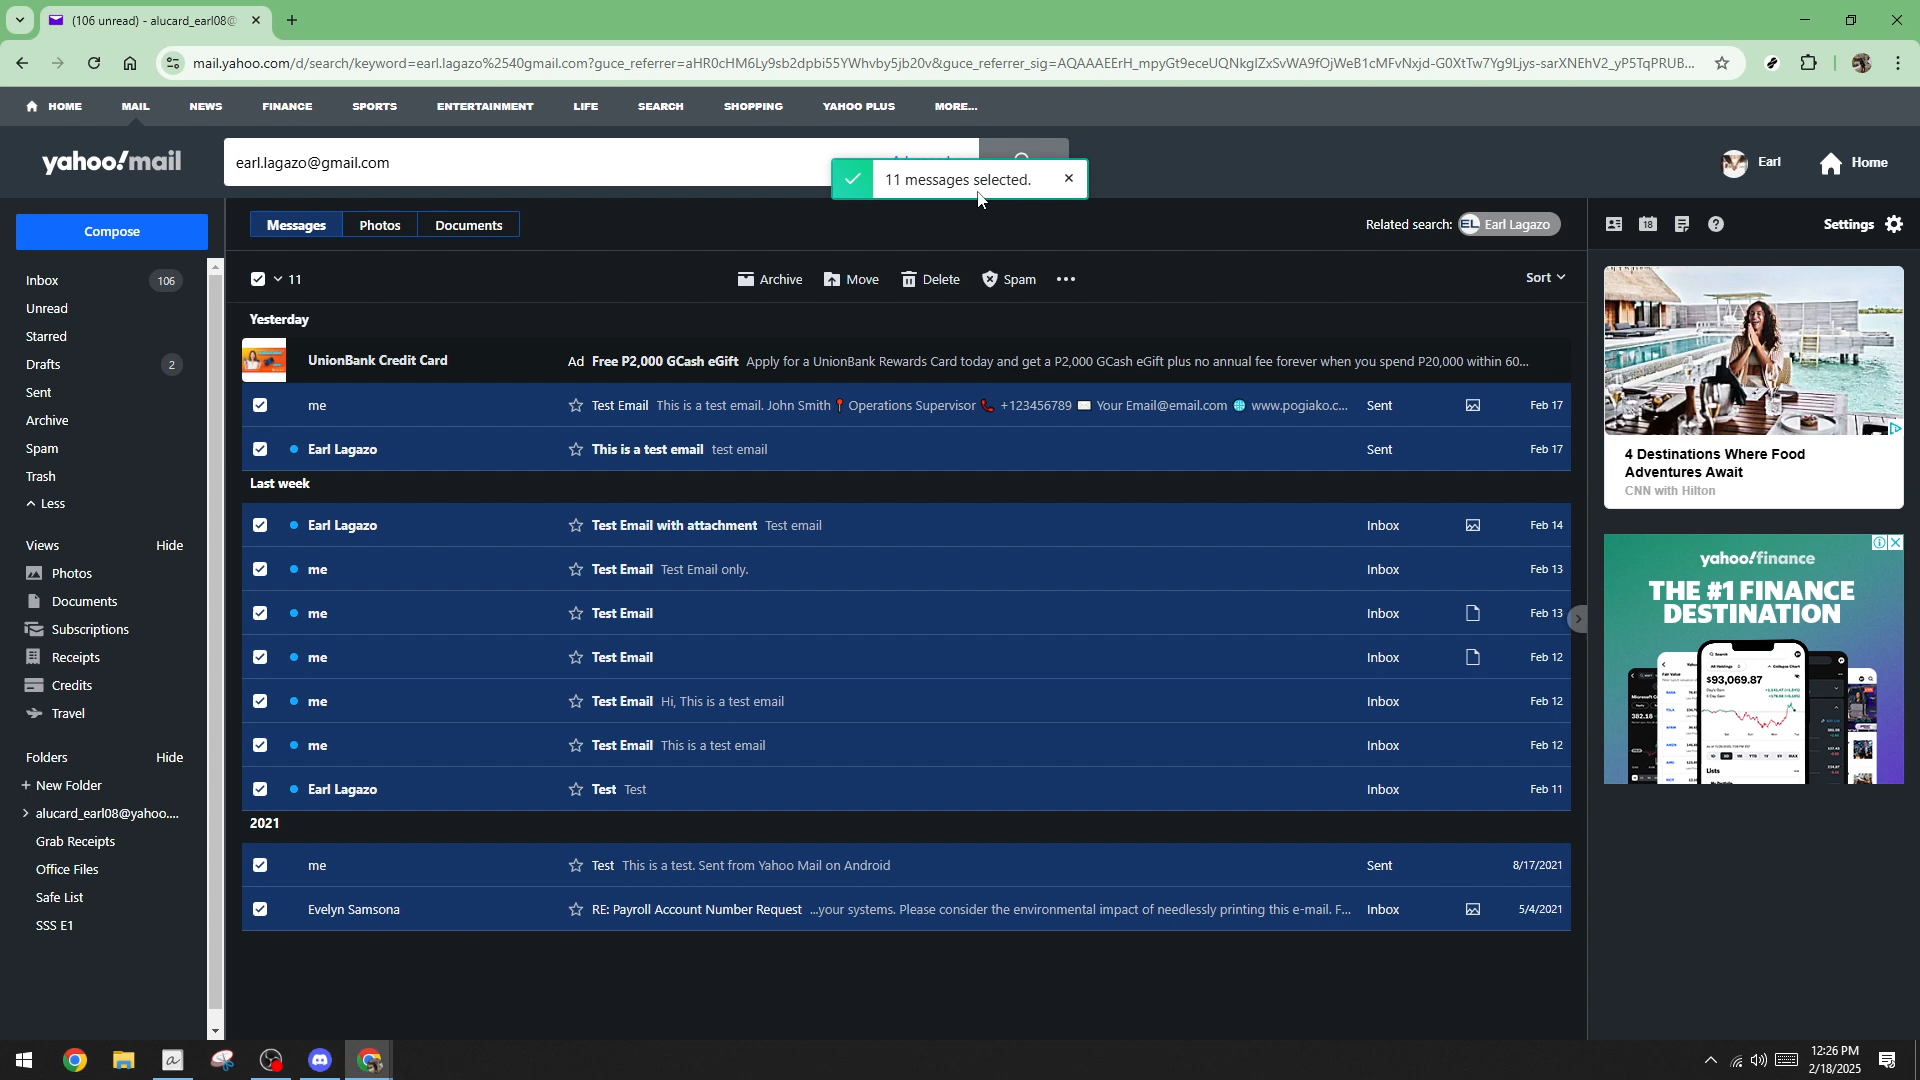 (106 unread) - alucard_earl08@
mail.yahoo.com/d/search/keyword=earl.lagazo%2540gmail.com?guce_referrer=aHR0cHM6Ly9sb2dpbi55YWhvby5jb20v&guce_referrer_sig=AQAAAEErH_mpyGt9eceUQNkglZxSvWA9fOjWeB1cMFvNxjd-G0XtTw7Yg9Ljys-sarXNEhV2_yP5TqPRUB...
HOME MAIL NEWS FINANCE SPORTS ENTERTAINMENT LIFE SEARCH SHOPPING YAHOO PLUS MORE...
yahoo!mail
earl.lagazo@gmail.com
11 messages selected.
Earl
Home
Compose
Messages Photos Documents
Related search: EL Earl Lagazo
Settings
18
Inbox 106
Unread
Starred
Drafts 2
Sent
Archive
Spam
Trash
Less
Views Hide
Photos
Documents
Subscriptions
Receipts
Credits
Travel
Folders Hide
+ New Folder
alucard_earl08@yahoo....
Grab Receipts
Office Files
Safe List
SSS E1
11 Archive Move Delete Spam Sort
Yesterday
UnionBank Credit Card Ad Free P2,000 GCash eGift Apply for a UnionBank Rewards Card today and get a P2,000 GCash eGift plus no annual fee forever when you spend P20,000 within 60...
me Test Email This is a test email. John Smith 📍 Operations Supervisor 📞 +123456789 ✉️ Your Email@email.com 🌐 www.pogiako.c... Sent Feb 17
Earl Lagazo This is a test email test email Sent Feb 17
Last week
Earl Lagazo Test Email with attachment Test email Inbox Feb 14
me Test Email Test Email only. Inbox Feb 13
me Test Email Inbox Feb 13
me Test Email Inbox Feb 12
me Test Email Hi, This is a test email Inbox Feb 12
me Test Email This is a test email Inbox Feb 12
Earl Lagazo Test Test Inbox Feb 11
2021
me Test This is a test. Sent from Yahoo Mail on Android Sent 8/17/2021
Evelyn Samsona RE: Payroll Account Number Request ...your systems. Please consider the environmental impact of needlessly printing this e-mail. F... Inbox 5/4/2021
4 Destinations Where Food
Adventures Await
CNN with Hilton
yahoo!finance
THE #1 FINANCE
DESTINATION
$93,069.87
382.18
12:26 PM
2/18/2025